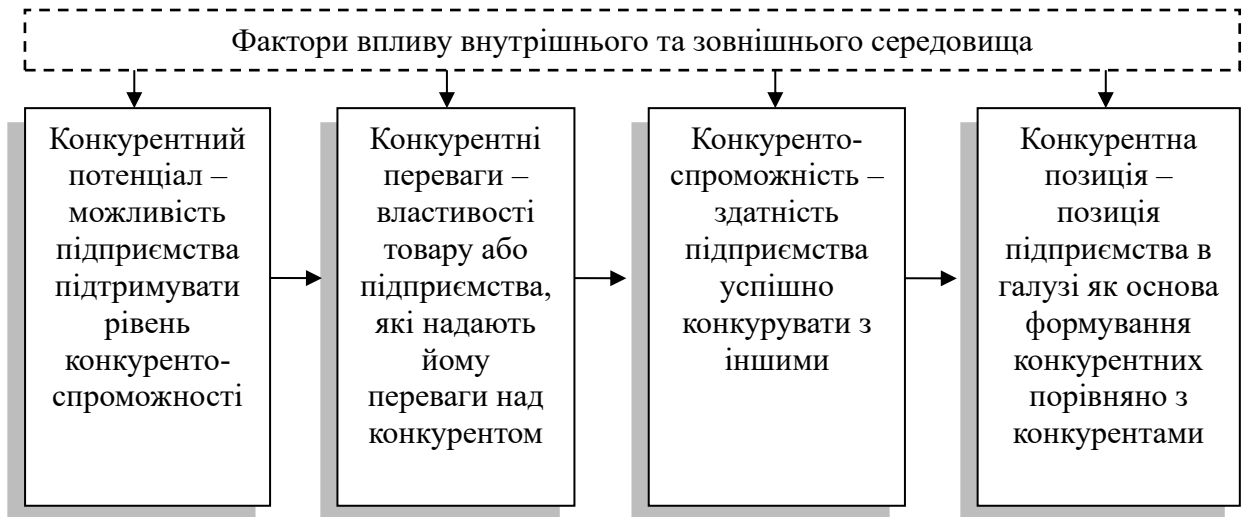 Фактори впливу внутрішнього та зовнішнього середовища
Конкурентний
потенціал –
можливість
підприємства
підтримувати
рівень
конкуренто-
спроможності
Конкурентні
переваги –
властивості
товару або
підприємства,
які надають
йому
переваги над
конкурентом
Конкуренто-
спроможність –
здатність
підприємства
успішно
конкурувати з
іншими
Конкурентна
позиція –
позиція
підприємства в
галузі як основа
формування
конкурентних
порівняно з
конкурентами